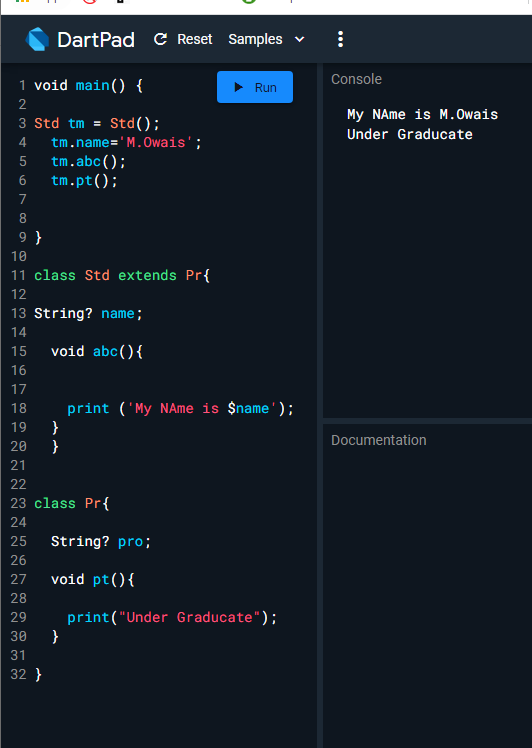 DartPad Reset Samples
Run
Console
1 void main() {
2
3 Std tm = Std();
4 tm.name='M.Owais';
5 tm.abc();
6 tm.pt();
7
8
9 }
10
11 class Std extends Pr{
12
13 String? name;
14
15 void abc(){
16
17
18 print ('My NAme is $name');
19 }
20 }
21
22
23 class Pr{
24
25 String? pro;
26
27 void pt(){
28
29 print("Under Graducate");
30 }
31
32 }
My NAme is M.Owais
Under Graducate
Documentation